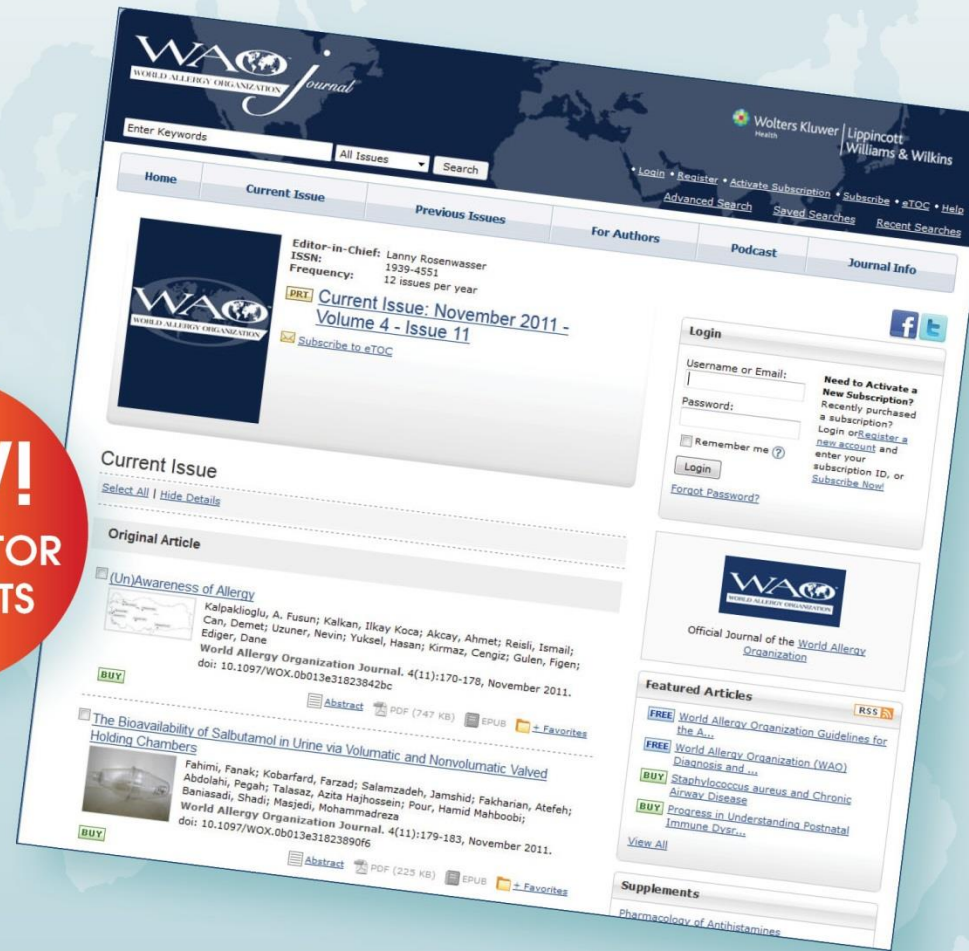 WAO journal
WORLD ALLERGY ORGANIZATION
Wolters Kluwer Health | Lippincott Williams & Wilkins
Enter Keywords
All Issues
Search
• Login • Register • Activate Subscription • Subscribe • eTOC • Help
Advanced Search Saved Searches Recent Searches
Home Current Issue Previous Issues For Authors Podcast Journal Info
WAO
WORLD ALLERGY ORGANIZATION
Editor-in-Chief: Lanny Rosenwasser
ISSN: 1939-4551
Frequency: 12 issues per year
PRT Current Issue: November 2011 -
Volume 4 - Issue 11
Subscribe to eTOC
Login
Username or Email:
Password:
Remember me ?
Login
Forgot Password?
Need to Activate a
New Subscription?
Recently purchased
a subscription?
Login orRegister a
new account and
enter your
subscription ID, or
Subscribe Now!
TOR
TS
Current Issue
Select All | Hide Details
Original Article
(Un)Awareness of Allergy
Kalpaklioglu, A. Fusun; Kalkan, Ilkay Koca; Akcay, Ahmet; Reisli, Ismail;
Can, Demet; Uzuner, Nevin; Yuksel, Hasan; Kirmaz, Cengiz; Gulen, Figen;
Ediger, Dane
World Allergy Organization Journal. 4(11):170-178, November 2011.
doi: 10.1097/WOX.0b013e31823842bc
BUY
Abstract PDF (747 KB) EPUB + Favorites
The Bioavailability of Salbutamol in Urine via Volumatic and Nonvolumatic Valved
Holding Chambers
Fahimi, Fanak; Kobarfard, Farzad; Salamzadeh, Jamshid; Fakharian, Atefeh;
Abdolahi, Pegah; Talasaz, Azita Hajhossein; Pour, Hamid Mahboobi;
Baniasadi, Shadi; Masjedi, Mohammadreza
World Allergy Organization Journal. 4(11):179-183, November 2011.
doi: 10.1097/WOX.0b013e31823890f6
BUY
Abstract PDF (225 KB) EPUB + Favorites
WAO
WORLD ALLERGY ORGANIZATION
Official Journal of the World Allergy
Organization
Featured Articles
RSS
FREE World Allergy Organization Guidelines for
the A...
FREE World Allergy Organization (WAO)
Diagnosis and ...
BUY Staphylococcus aureus and Chronic
Airway Disease
BUY Progress in Understanding Postnatal
Immune Dysr...
View All
Supplements
Pharmacology of Antihistamines